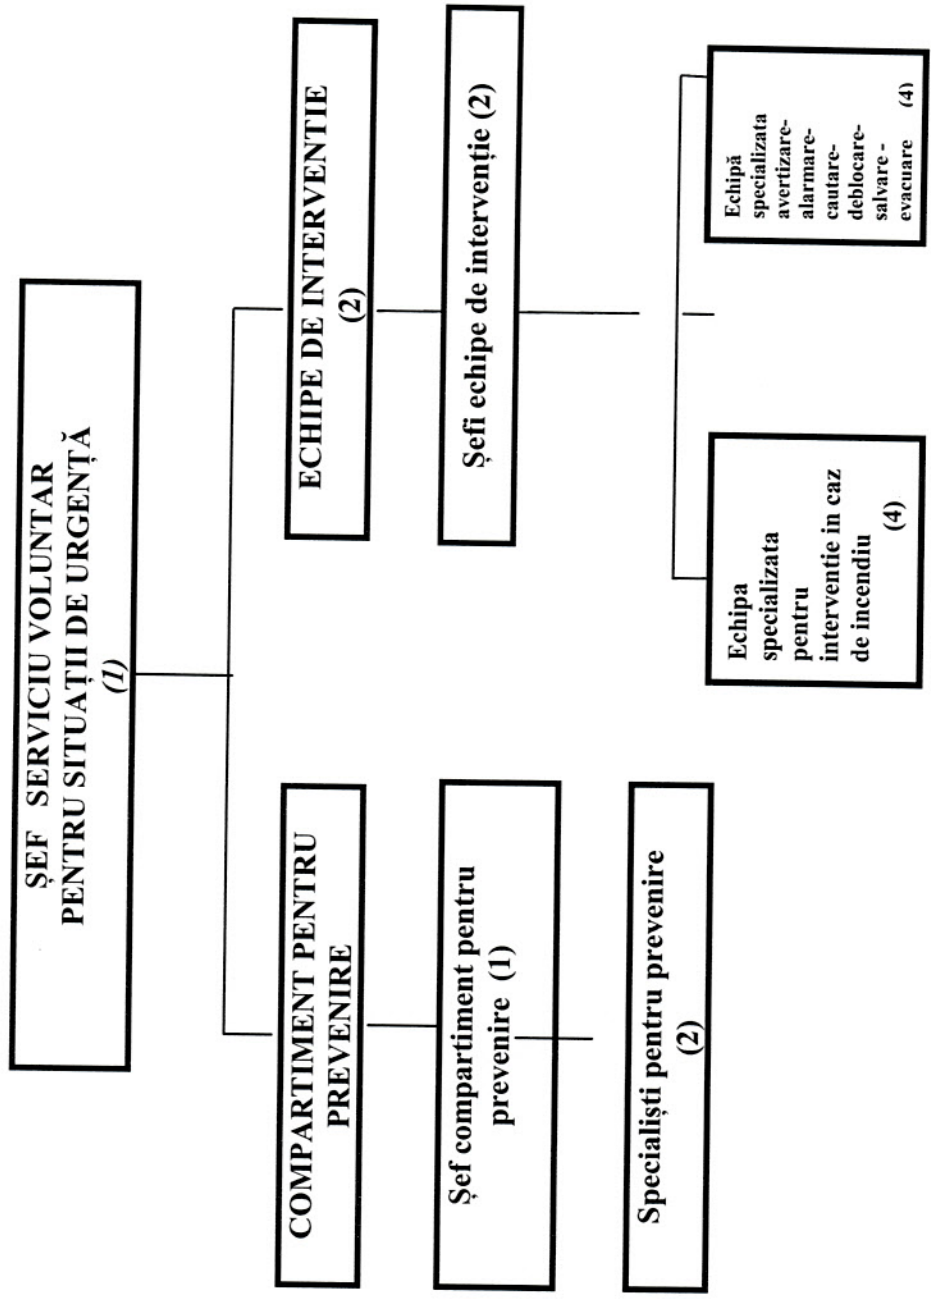 ȘEF SERVICIU VOLUNTAR
PENTRU SITUAȚII DE URGENȚĂ
(1)
COMPARTIMENT PENTRU
PREVENIRE
Șef compartiment pentru
prevenire (1)
Specialiști pentru prevenire
(2)
ECHIPE DE INTERVENTIE
(2)
Șefi echipe de intervenție (2)
Echipa
specializata
pentru
interventie in caz
de incendiu
(4)
Echipă
specializata
avertizare-
alarmare-
cautare-
deblocare-
salvare -
evacuare (4)